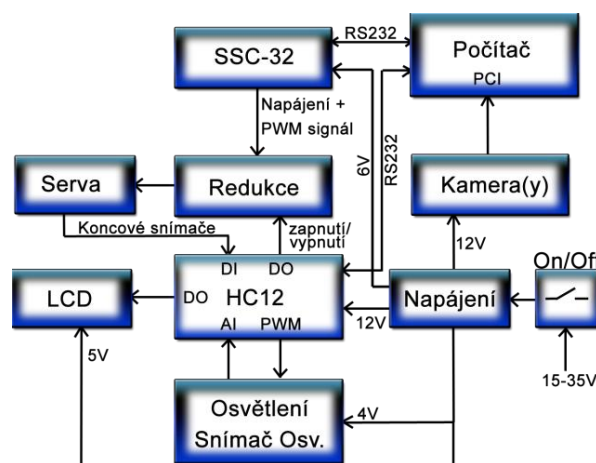 SSC-32
RS232
Počítač
PCI
Napájení +
PWM signál
6V
RS232
Serva
Redukce
Kamera(y)
Koncové snímače
zapnutí/
vypnutí
12V
On/Off
DI
DO
LCD
DO
HC12
Napájení
AI
PWM
12V
5V
15-35V
Osvětlení
Snímač Osv.
4V